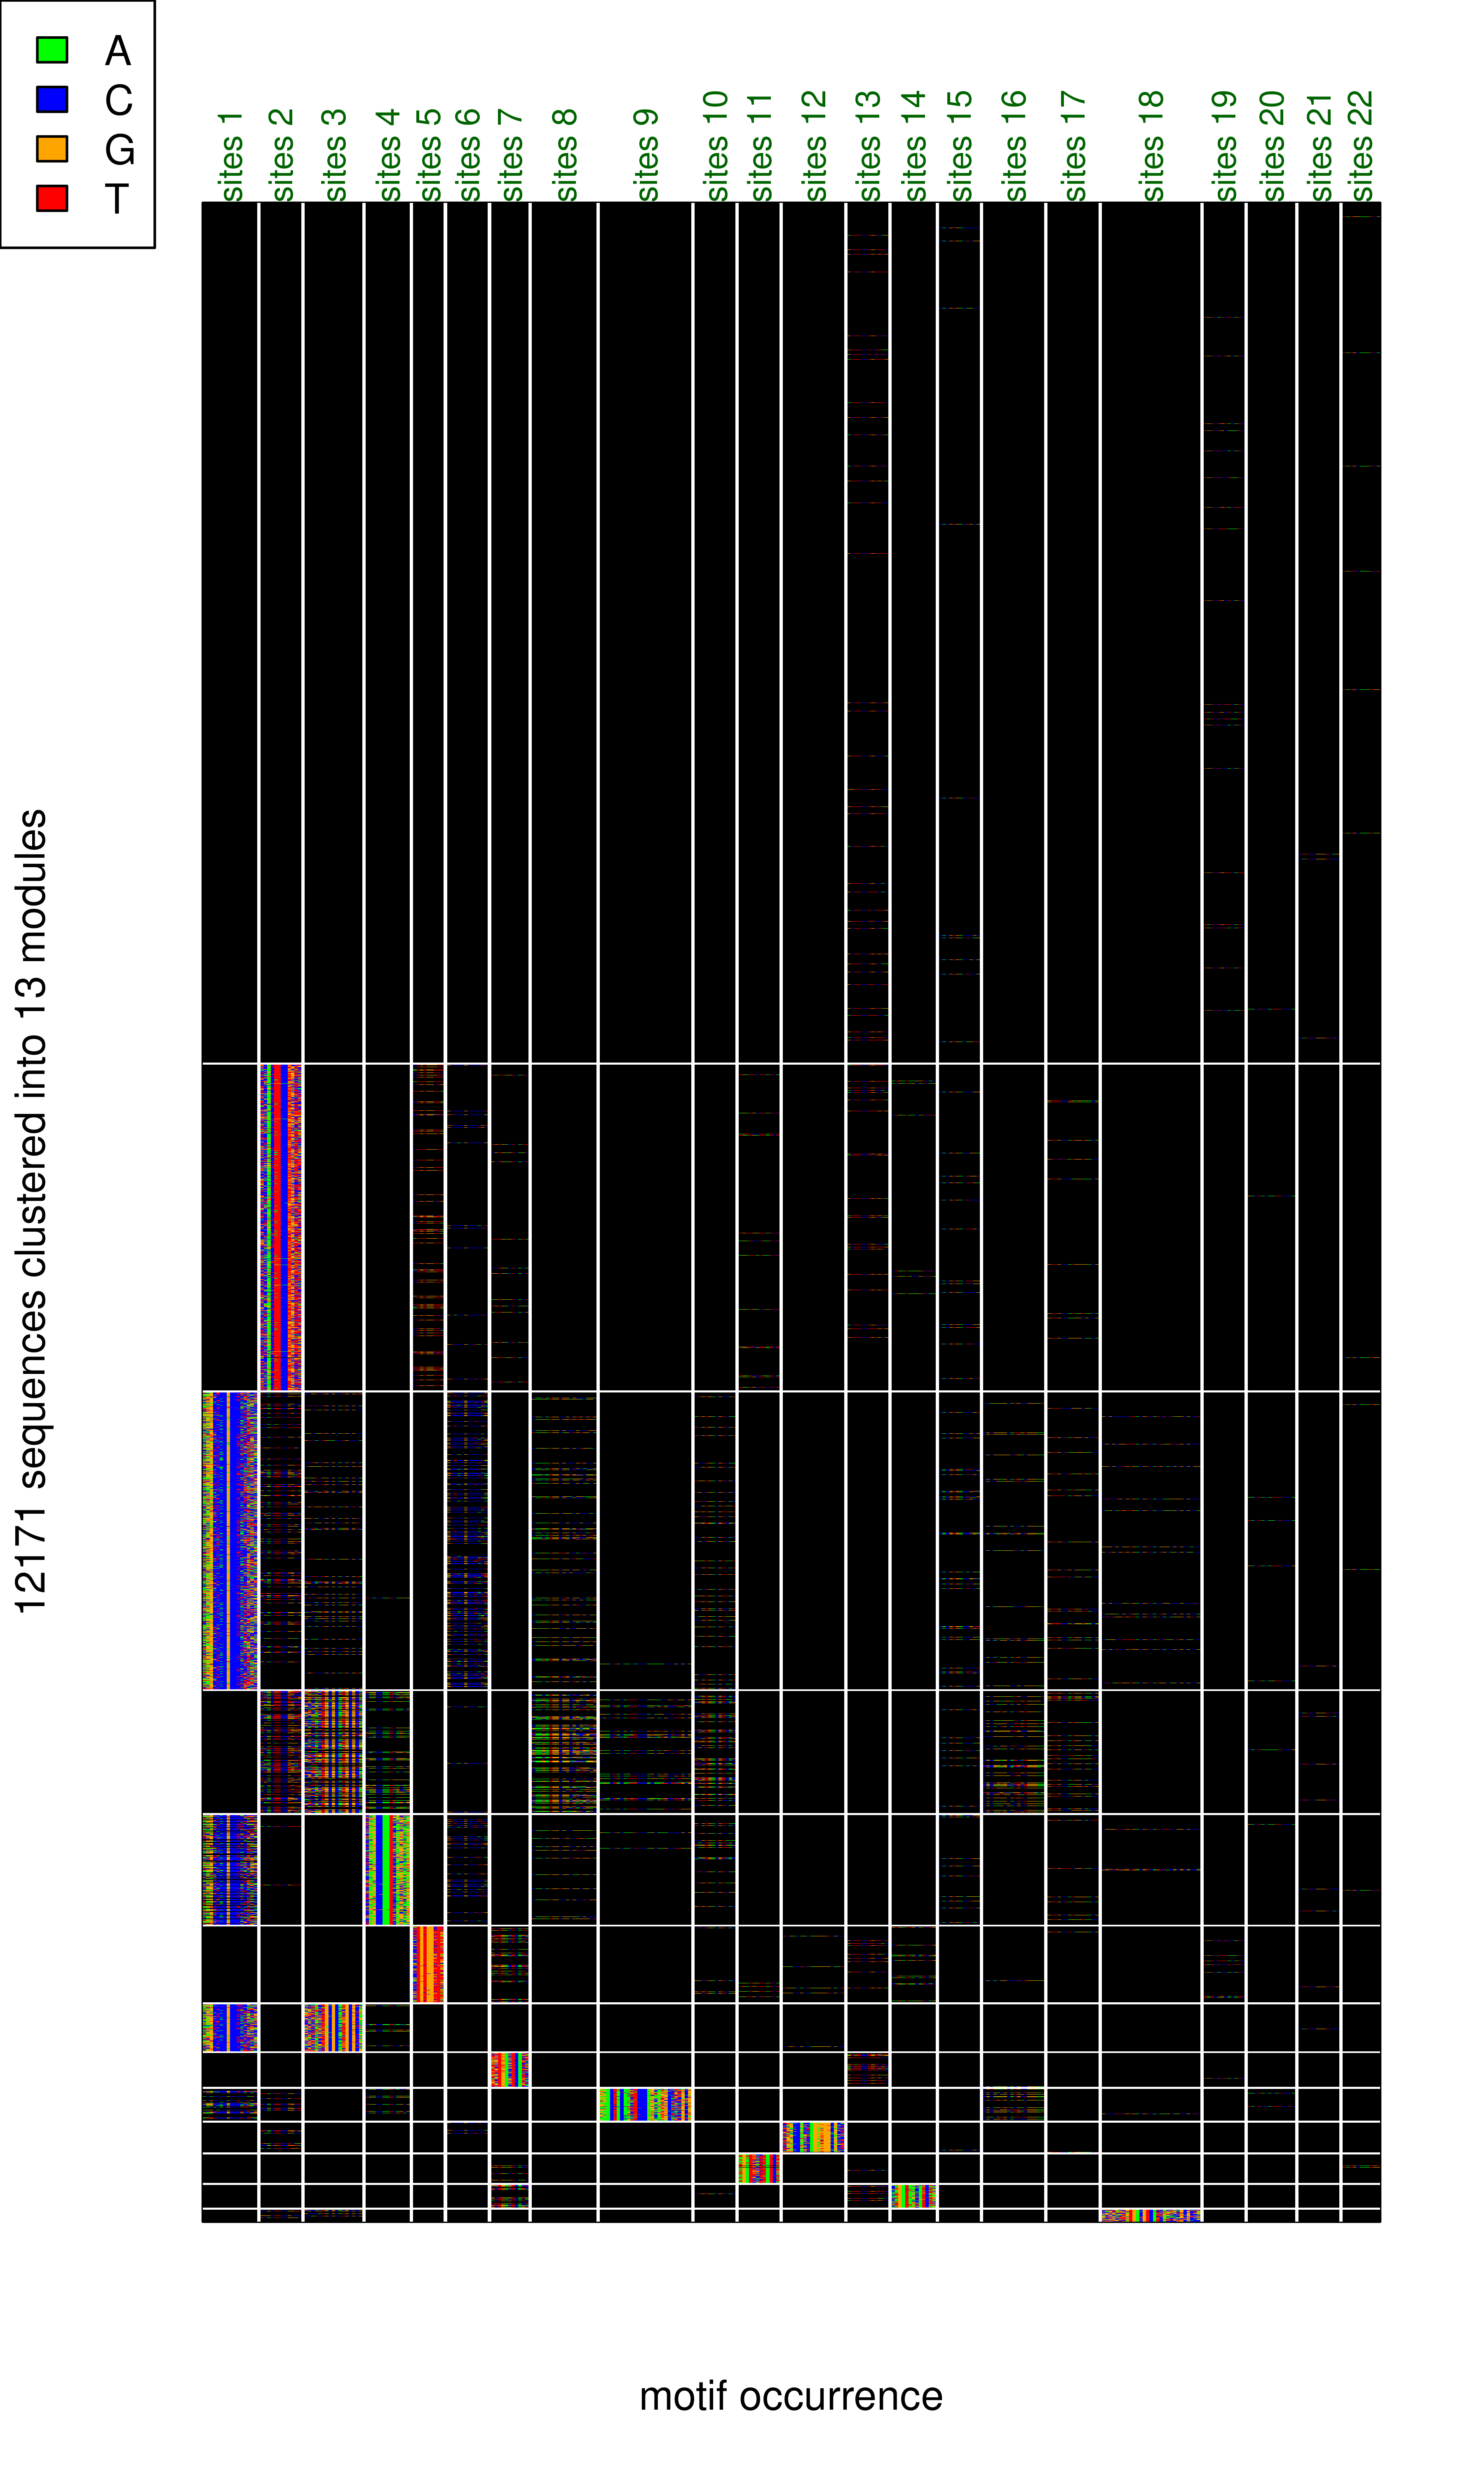 A
C
G
T
sites 1
sites 2
sites 3
sites 4
sites 5
sites 6
sites 7
sites 8
sites 9
sites 10
sites 11
sites 12
sites 13
sites 14
sites 15
sites 16
sites 17
sites 18
sites 19
sites 20
sites 21
sites 22
12171 sequences clustered into 13 modules
motif occurrence